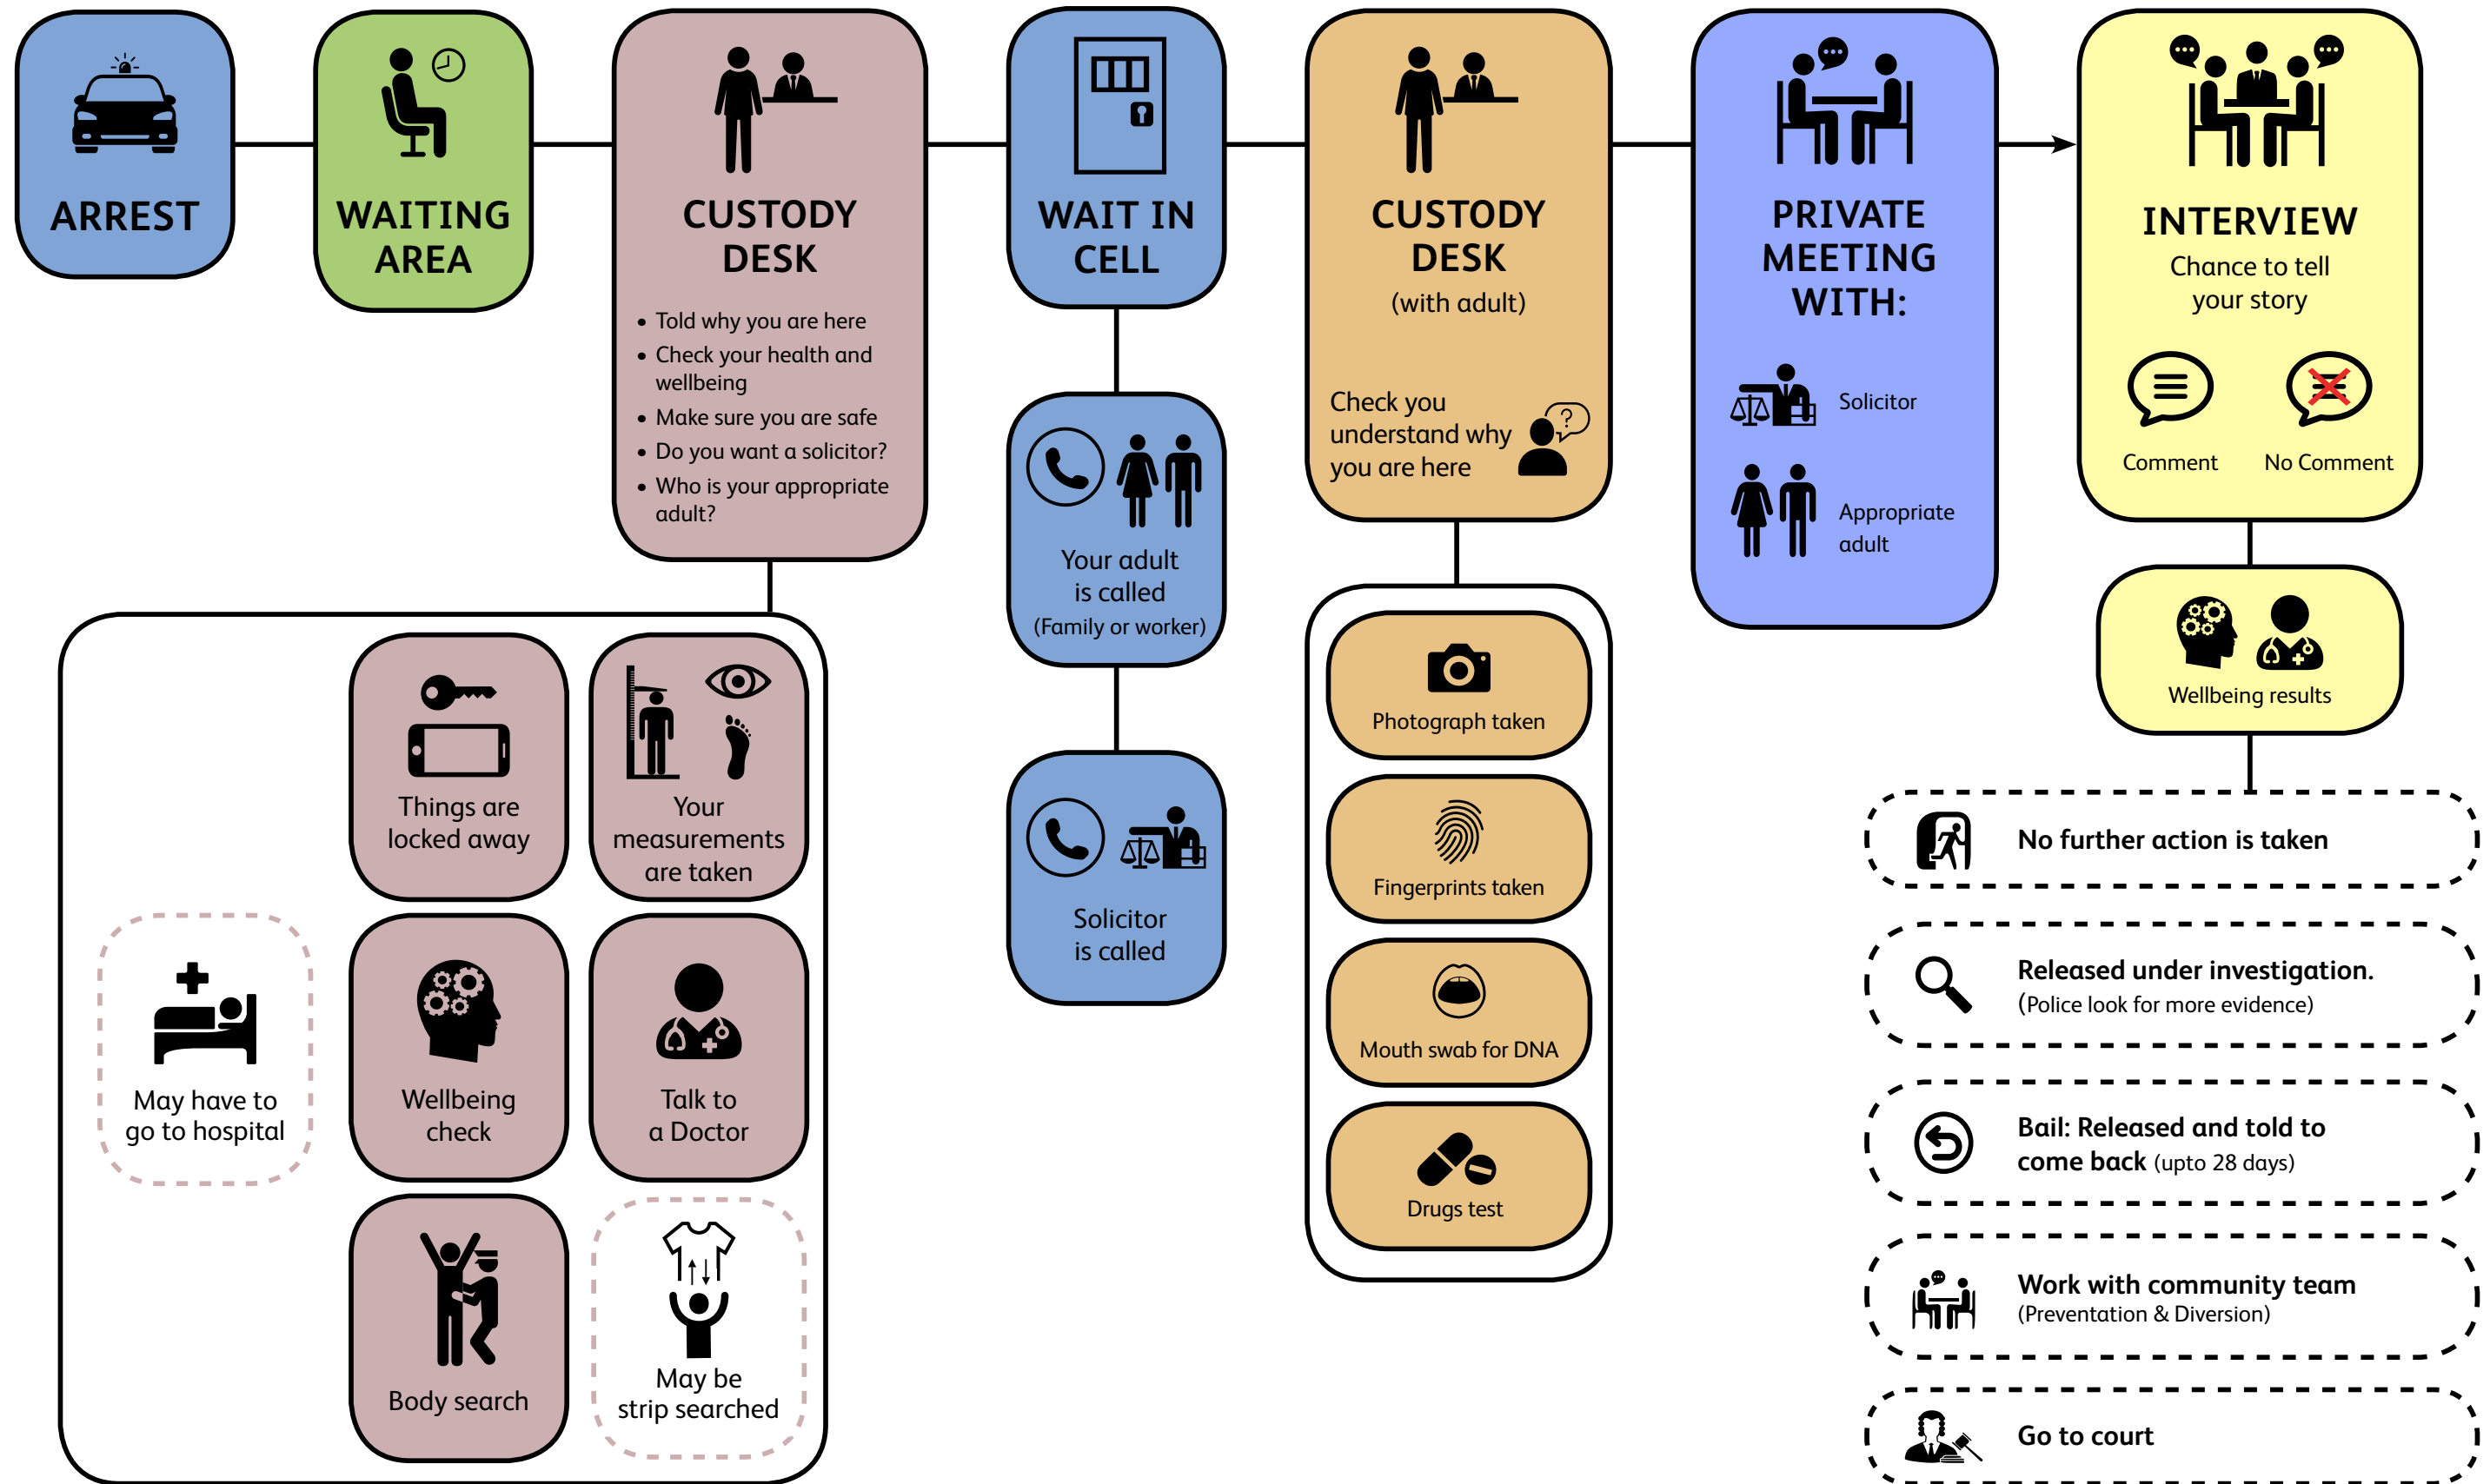 ARREST
WAITING
AREA
CUSTODY
DESK
• Told why you are here
• Check your health and
wellbeing
• Make sure you are safe
• Do you want a solicitor?
• Who is your appropriate
adult?
Things are
locked away
Your
measurements
are taken
May have to
go to hospital
Wellbeing
check
Talk to
a Doctor
Body search
May be
strip searched
WAIT IN
CELL
Your adult
is called
(Family or worker)
Solicitor
is called
CUSTODY
DESK
(with adult)
Check you
understand why
you are here
?
Photograph taken
Fingerprints taken
Mouth swab for DNA
Drugs test
PRIVATE
MEETING
WITH:
Solicitor
Appropriate
adult
INTERVIEW
Chance to tell
your story
Comment
No Comment
Wellbeing results
No further action is taken
Released under investigation.
(Police look for more evidence)
Bail: Released and told to
come back (upto 28 days)
Work with community team
(Preventation & Diversion)
Go to court